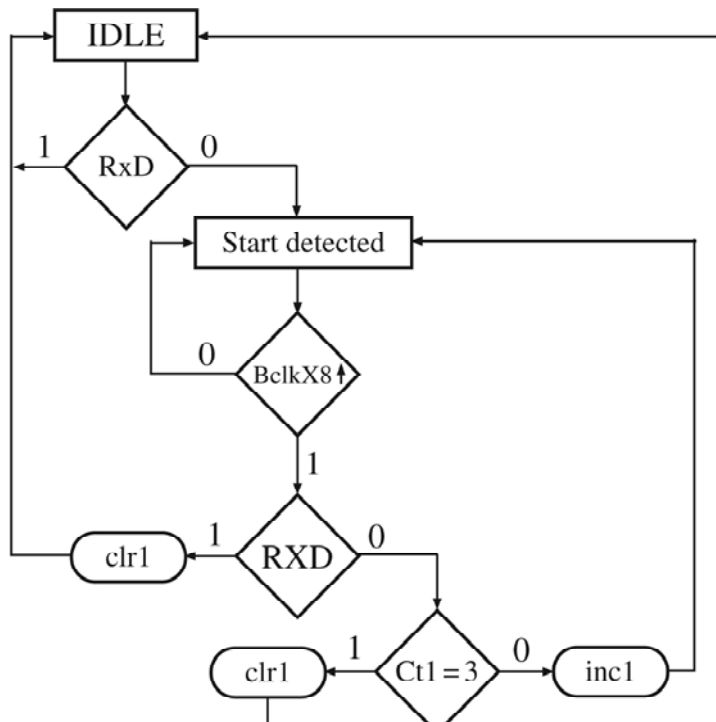 IDLE
1
RxD
0
Start detected
0
BclkX8
1
clr1
1
RXD
0
clr1
1
Ct1 = 3
0
inc1